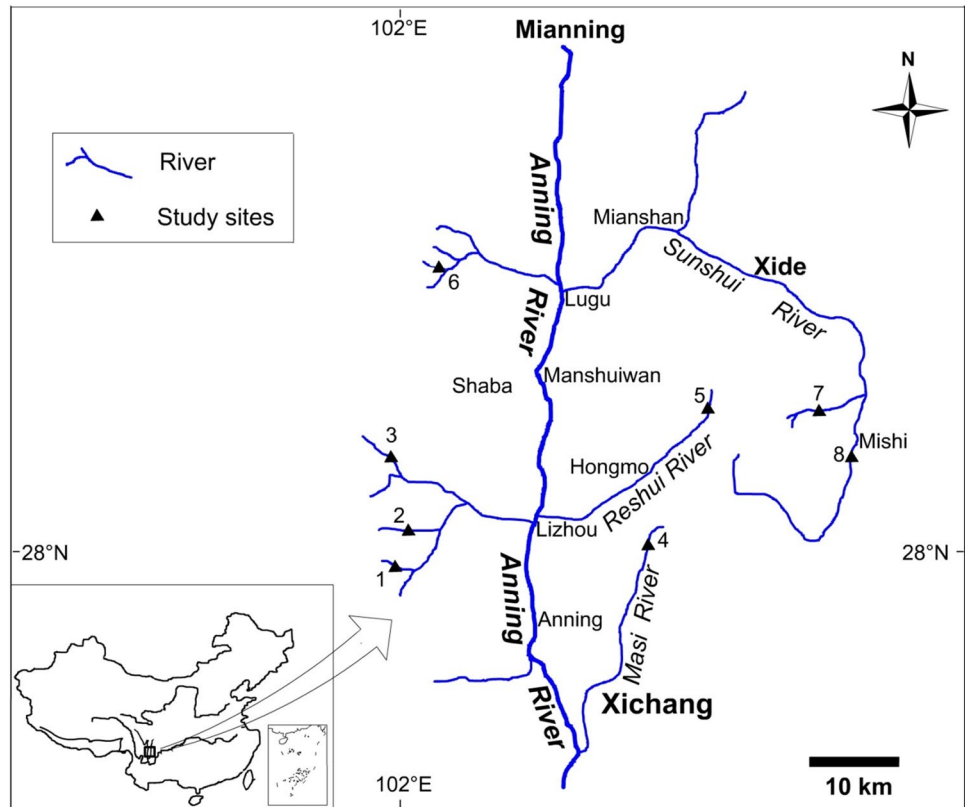 102°E
Mianning
N
River
Study sites
Anning
River
Mianshan
Sunshui
River
Xide
6
Lugu
Shaba
Manshuiwan
5
7
3
Hongmo
Reshui River
Mishi
8
2
Lizhou
4
28°N
28°N
1
Anning
River
Anning
Masi River
Xichang
10 km
102°E